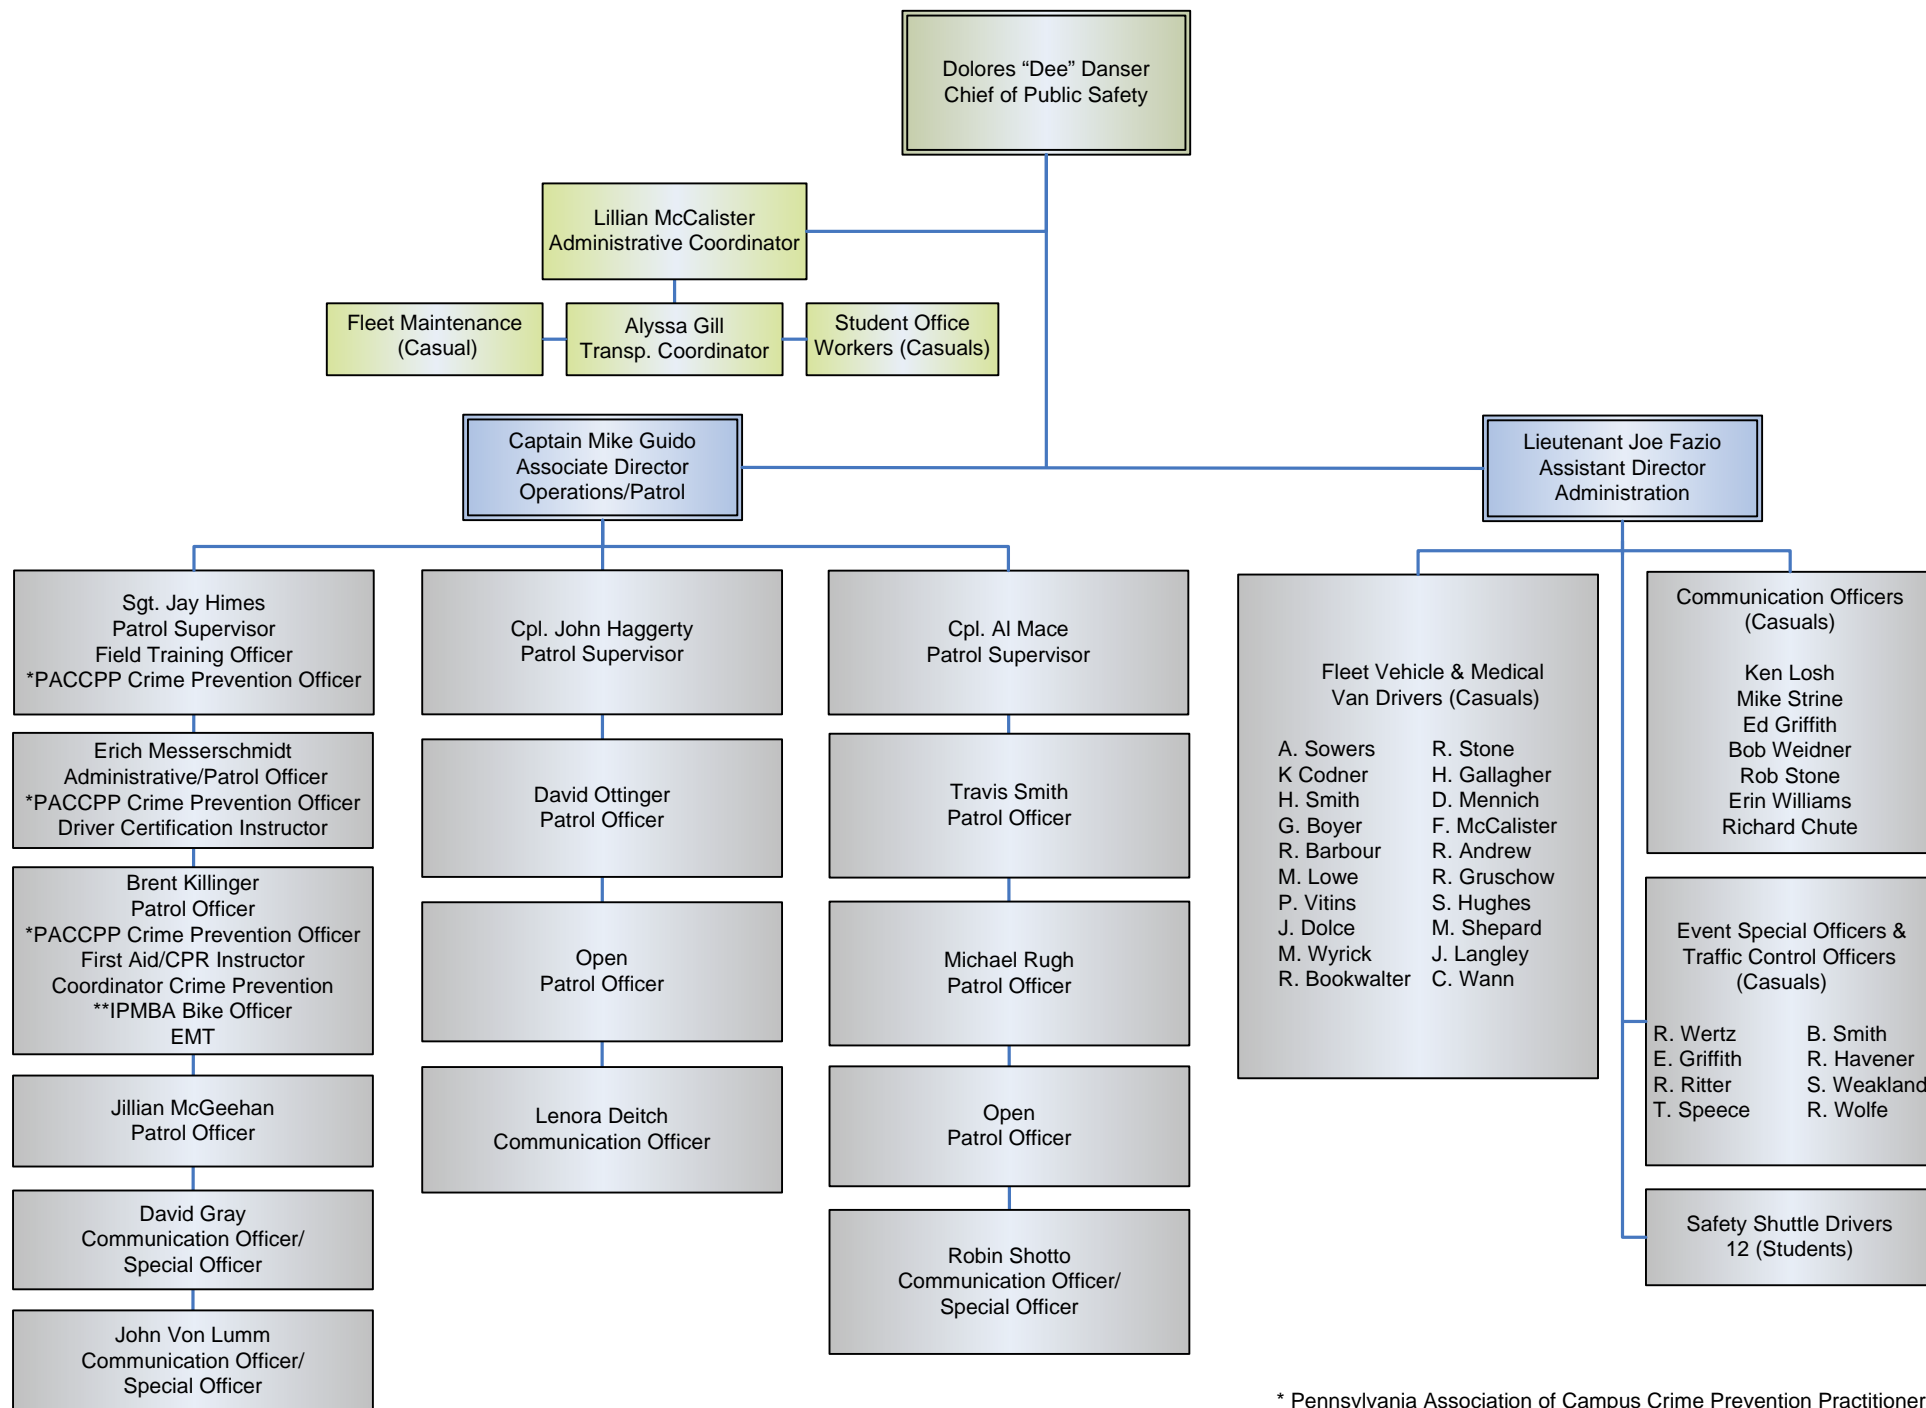 Dolores “Dee” Danser
Chief of Public Safety
Lillian McCalister
Administrative Coordinator
Fleet Maintenance
(Casual)
Alyssa Gill
Transp. Coordinator
Student Office
Workers (Casuals)
Captain Mike Guido
Associate Director
Operations/Patrol
Lieutenant Joe Fazio
Assistant Director
Administration
Sgt. Jay Himes
Patrol Supervisor
Field Training Officer
*PACCPP Crime Prevention Officer
Erich Messerschmidt
Administrative/Patrol Officer
*PACCPP Crime Prevention Officer
Driver Certification Instructor
Brent Killinger
Patrol Officer
*PACCPP Crime Prevention Officer
First Aid/CPR Instructor
Coordinator Crime Prevention
**IPMBA Bike Officer
EMT
Jillian McGeehan
Patrol Officer
David Gray
Communication Officer/
Special Officer
John Von Lumm
Communication Officer/
Special Officer
Cpl. John Haggerty
Patrol Supervisor
David Ottinger
Patrol Officer
Open
Patrol Officer
Lenora Deitch
Communication Officer
Cpl. Al Mace
Patrol Supervisor
Travis Smith
Patrol Officer
Michael Rugh
Patrol Officer
Open
Patrol Officer
Robin Shotto
Communication Officer/
Special Officer
Fleet Vehicle & Medical
Van Drivers (Casuals)
A. Sowers R. Stone
K Codner H. Gallagher
H. Smith D. Mennich
G. Boyer F. McCalister
R. Barbour R. Andrew
M. Lowe R. Gruschow
P. Vitins S. Hughes
J. Dolce M. Shepard
M. Wyrick J. Langley
R. Bookwalter C. Wann
Communication Officers
(Casuals)
Ken Losh
Mike Strine
Ed Griffith
Bob Weidner
Rob Stone
Erin Williams
Richard Chute
Event Special Officers &
Traffic Control Officers
(Casuals)
R. Wertz B. Smith
E. Griffith R. Havener
R. Ritter S. Weakland
T. Speece R. Wolfe
Safety Shuttle Drivers
12 (Students)
* Pennsylvania Association of Campus Crime Prevention Practitioner